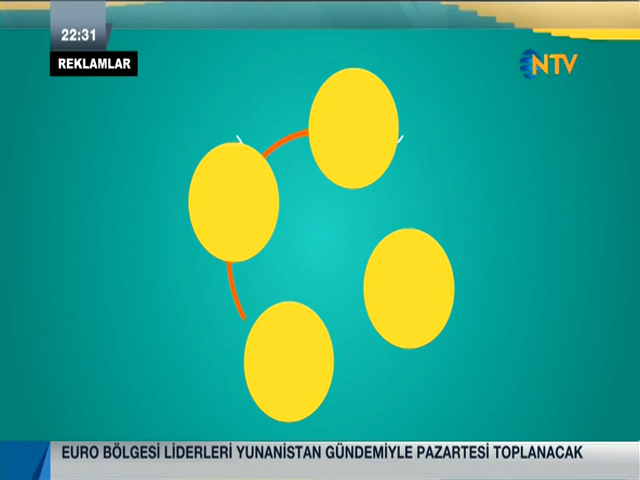 22:31
REKLAMLAR
NTV
EURO BÖLGESİ LİDERLERİ YUNANİSTAN GÜNDEMİYLE PAZARTESİ TOPLANACAK